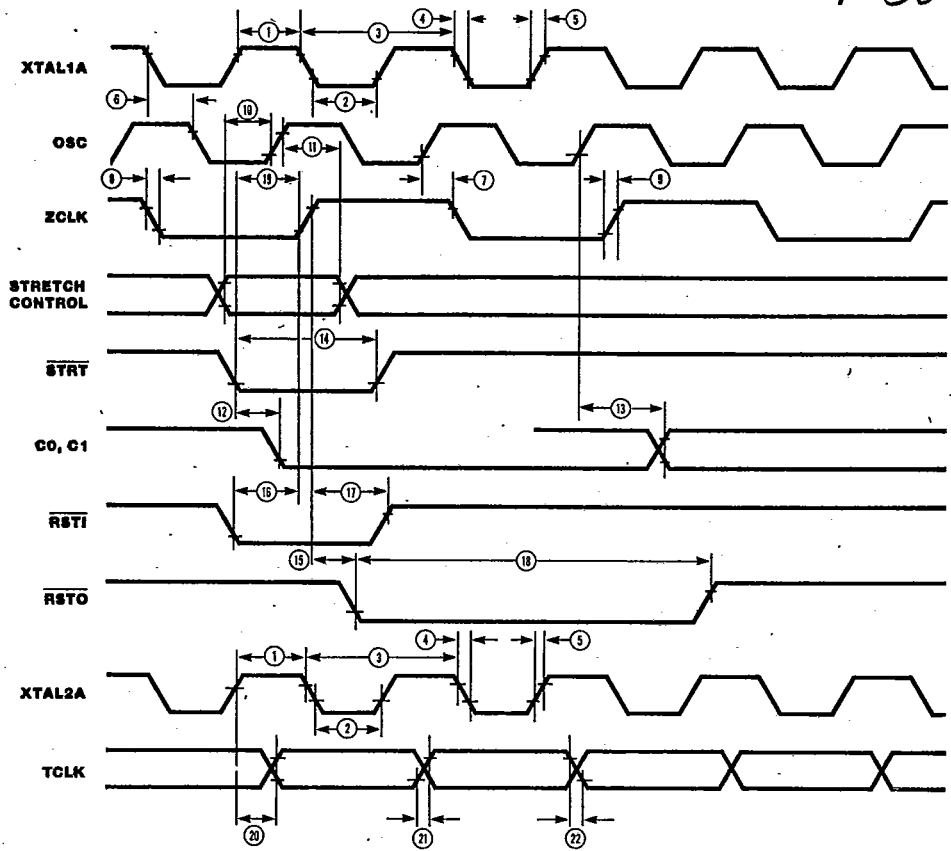 4 5
1 3
XTAL1A
6 2 10
OSC 11
8 19 7 9
ZCLK
STRETCH
CONTROL
14
STRT
12 13
C0, C1
16 17
RSTI
15 18
RSTO
4 5
1 3
XTAL2A
2
TCLK
20 21 22